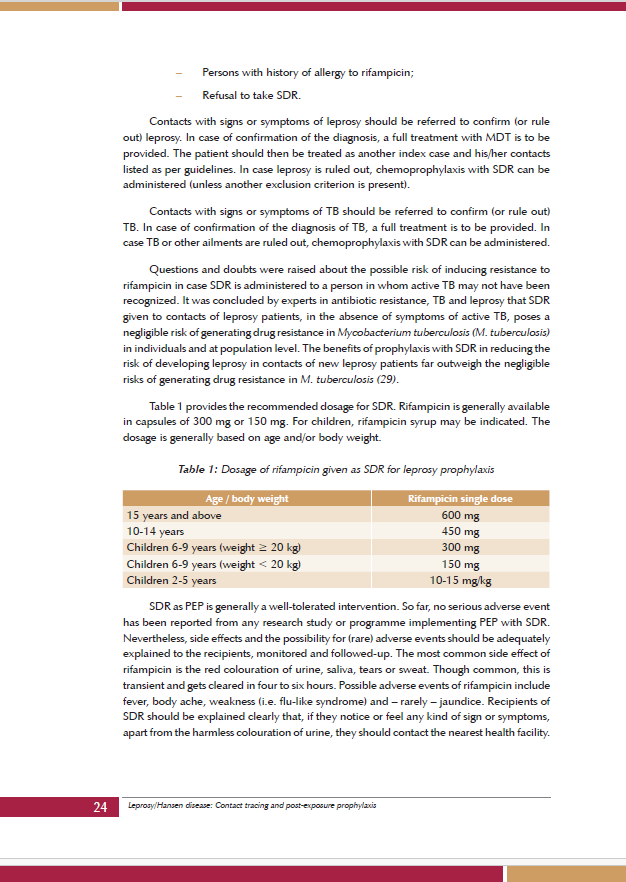 – Persons with history of allergy to rifampicin;
– Refusal to take SDR.
Contacts with signs or symptoms of leprosy should be referred to confirm (or rule
out) leprosy. In case of confirmation of the diagnosis, a full treatment with MDT is to be
provided. The patient should then be treated as another index case and his/her contacts
listed as per guidelines. In case leprosy is ruled out, chemoprophylaxis with SDR can be
administered (unless another exclusion criterion is present).
Contacts with signs or symptoms of TB should be referred to confirm (or rule out)
TB. In case of confirmation of the diagnosis of TB, a full treatment is to be provided. In
case TB or other ailments are ruled out, chemoprophylaxis with SDR can be administered.
Questions and doubts were raised about the possible risk of inducing resistance to
rifampicin in case SDR is administered to a person in whom active TB may not have been
recognized. It was concluded by experts in antibiotic resistance, TB and leprosy that SDR
given to contacts of leprosy patients, in the absence of symptoms of active TB, poses a
negligible risk of generating drug resistance in Mycobacterium tuberculosis (M. tuberculosis)
in individuals and at population level. The benefits of prophylaxis with SDR in reducing the
risk of developing leprosy in contacts of new leprosy patients far outweigh the negligible
risks of generating drug resistance in M. tuberculosis (29).
Table 1 provides the recommended dosage for SDR. Rifampicin is generally available
in capsules of 300 mg or 150 mg. For children, rifampicin syrup may be indicated. The
dosage is generally based on age and/or body weight.
Table 1: Dosage of rifampicin given as SDR for leprosy prophylaxis
Age / body weight Rifampicin single dose
15 years and above 600 mg
10-14 years 450 mg
Children 6-9 years (weight ≥ 20 kg) 300 mg
Children 6-9 years (weight < 20 kg) 150 mg
Children 2-5 years 10-15 mg/kg
SDR as PEP is generally a well-tolerated intervention. So far, no serious adverse event
has been reported from any research study or programme implementing PEP with SDR.
Nevertheless, side effects and the possibility for (rare) adverse events should be adequately
explained to the recipients, monitored and followed-up. The most common side effect of
rifampicin is the red colouration of urine, saliva, tears or sweat. Though common, this is
transient and gets cleared in four to six hours. Possible adverse events of rifampicin include
fever, body ache, weakness (i.e. flu-like syndrome) and – rarely – jaundice. Recipients of
SDR should be explained clearly that, if they notice or feel any kind of sign or symptoms,
apart from the harmless colouration of urine, they should contact the nearest health facility.
24 Leprosy/Hansen disease: Contact tracing and post-exposure prophylaxis